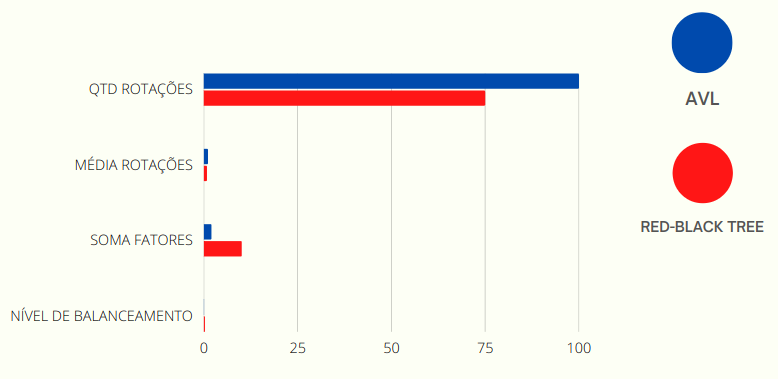 QTD ROTAÇÕES
MÉDIA ROTAÇÕES
SOMA FATORES
NÍVEL DE BALANCEAMENTO
0 25 50 75 100
AVL
RED-BLACK TREE